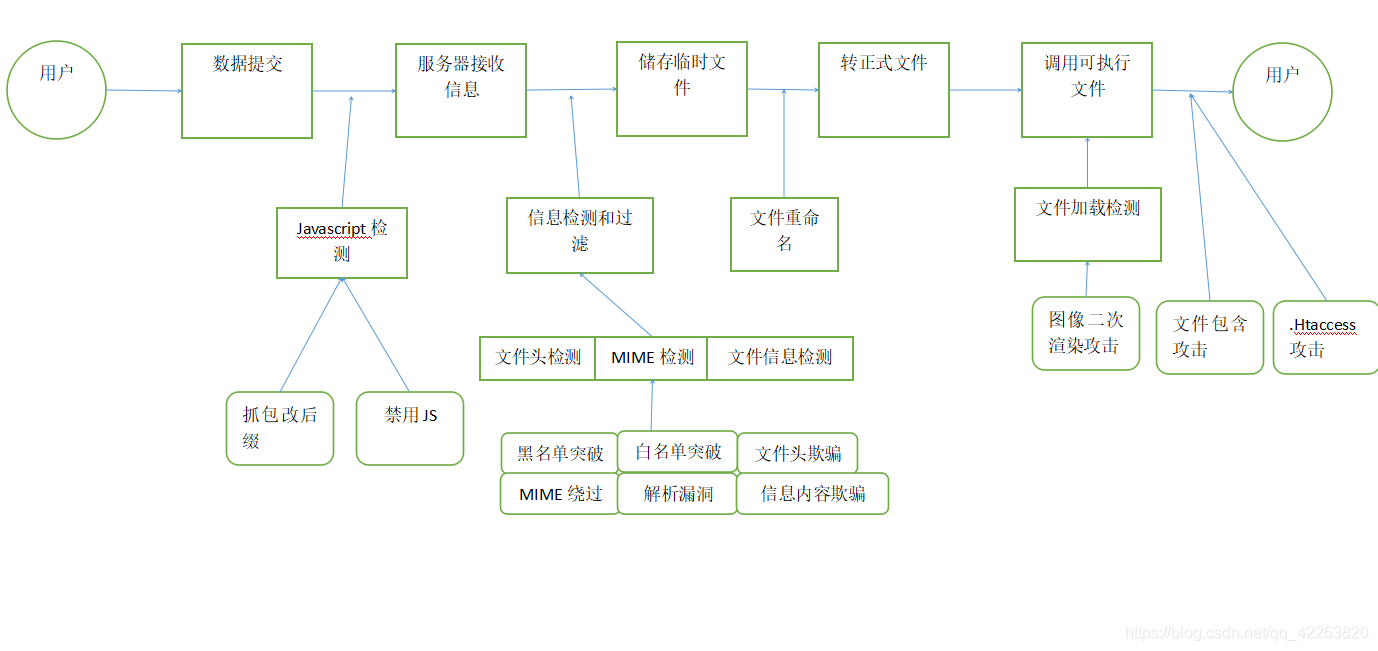 用户
数据提交
服务器接收
信息
储存临时文
件
转正式文件
调用可执行
文件
用户
Javascript 检
测
信息检测和过
滤
文件重命
名
文件加载检测
图像二次
渲染攻击
文件包含
攻击
.Htaccess
攻击
文件头检测
MIME 检测
文件信息检测
抓包改后
缀
禁用 JS
黑名单突破
白名单突破
文件头欺骗
MIME 绕过
解析漏洞
信息内容欺骗
https://blog.csdn.net/qq_42263820